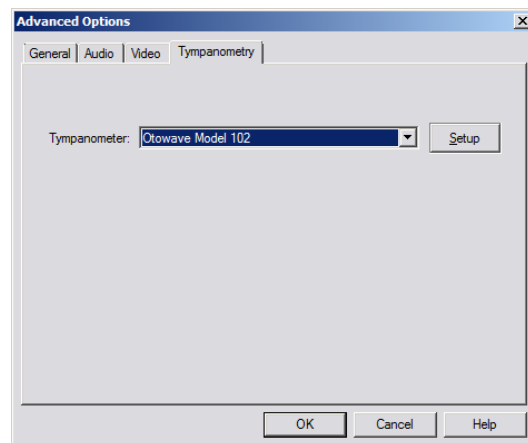 Advanced Options
General Audio Video Tympanometry
Tympanometer: Otowave Model 102 Setup
OK Cancel Help